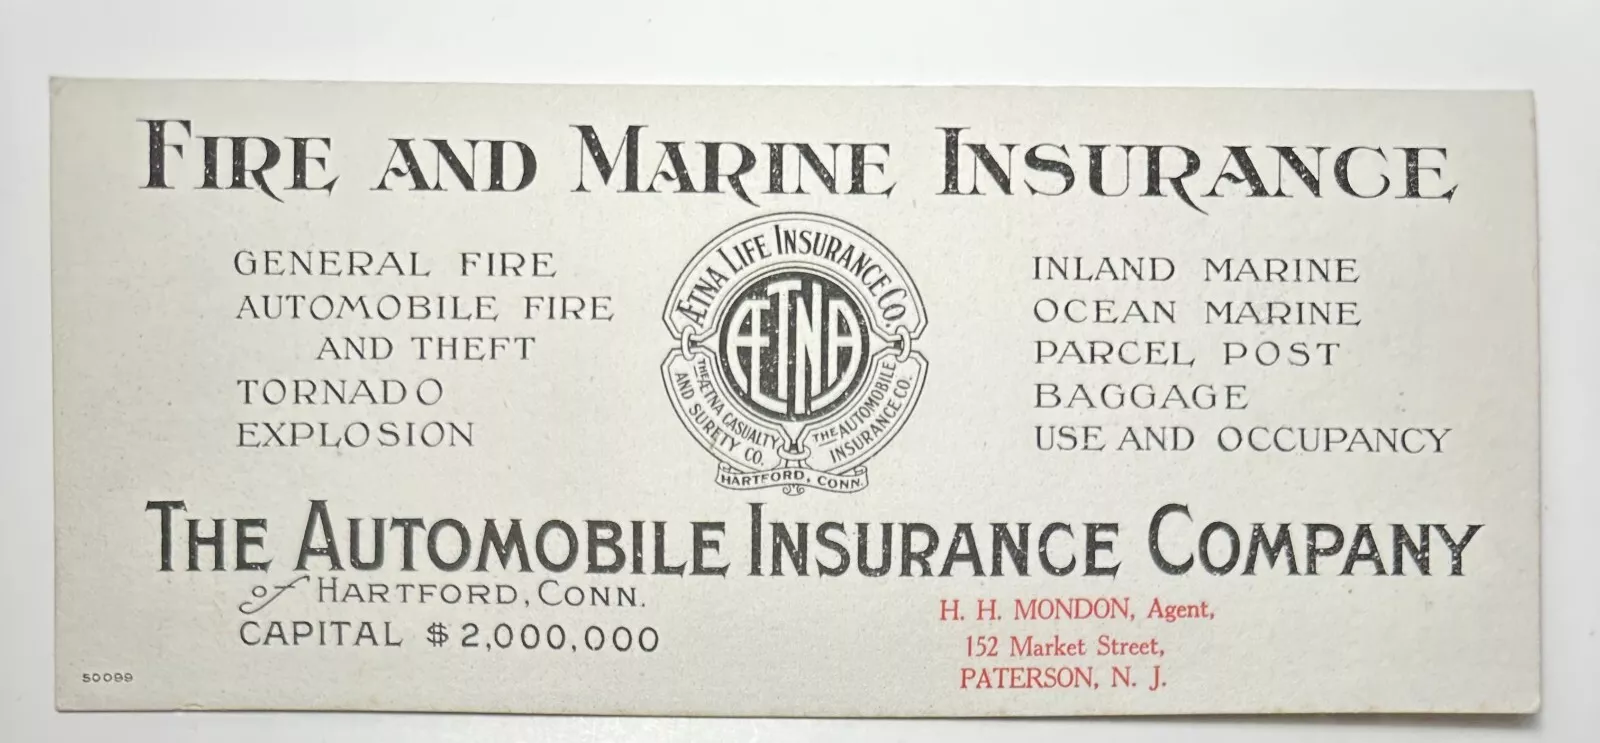 FIRE AND MARINE INSURANCE
GENERAL FIRE
AUTOMOBILE FIRE
AND THEFT
TORNADO
EXPLOSION
ÆTNA LIFE INSURANCE CO.
ÆTNA
THE ÆTNA CASUALTY
AND SURETY CO.
THE AUTOMOBILE
INSURANCE CO.
HARTFORD, CONN.
INLAND MARINE
OCEAN MARINE
PARCEL POST
BAGGAGE
USE AND OCCUPANCY
THE AUTOMOBILE INSURANCE COMPANY
of HARTFORD, CONN.
CAPITAL $2,000,000
H. H. MONDON, Agent,
152 Market Street,
PATERSON, N. J.
50099